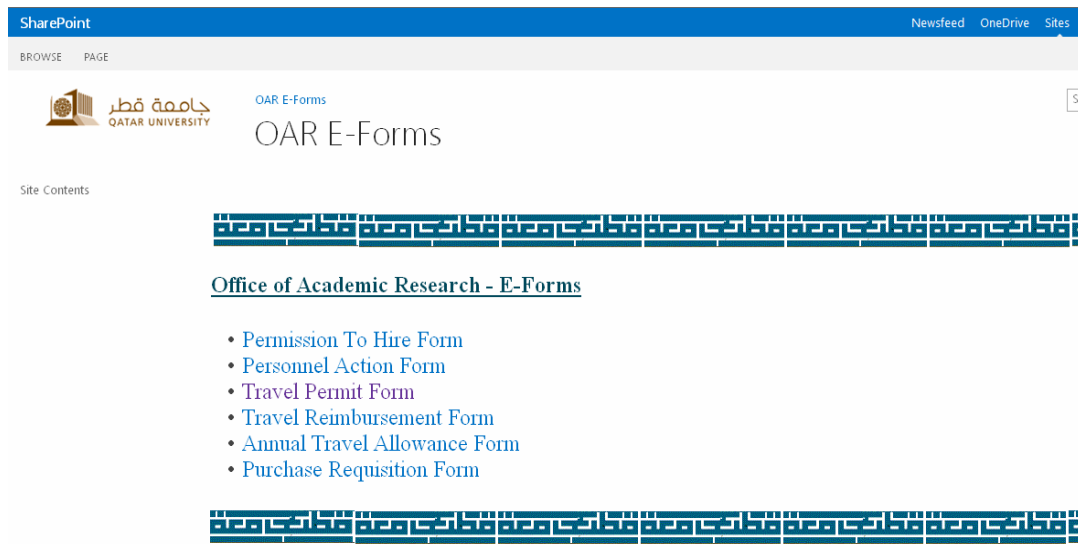 SharePoint
Newsfeed OneDrive Sites
BROWSE PAGE
جامعة قطر
QATAR UNIVERSITY
OAR E-Forms
OAR E-Forms
S
Site Contents
Office of Academic Research - E-Forms
• Permission To Hire Form
• Personnel Action Form
• Travel Permit Form
• Travel Reimbursement Form
• Annual Travel Allowance Form
• Purchase Requisition Form